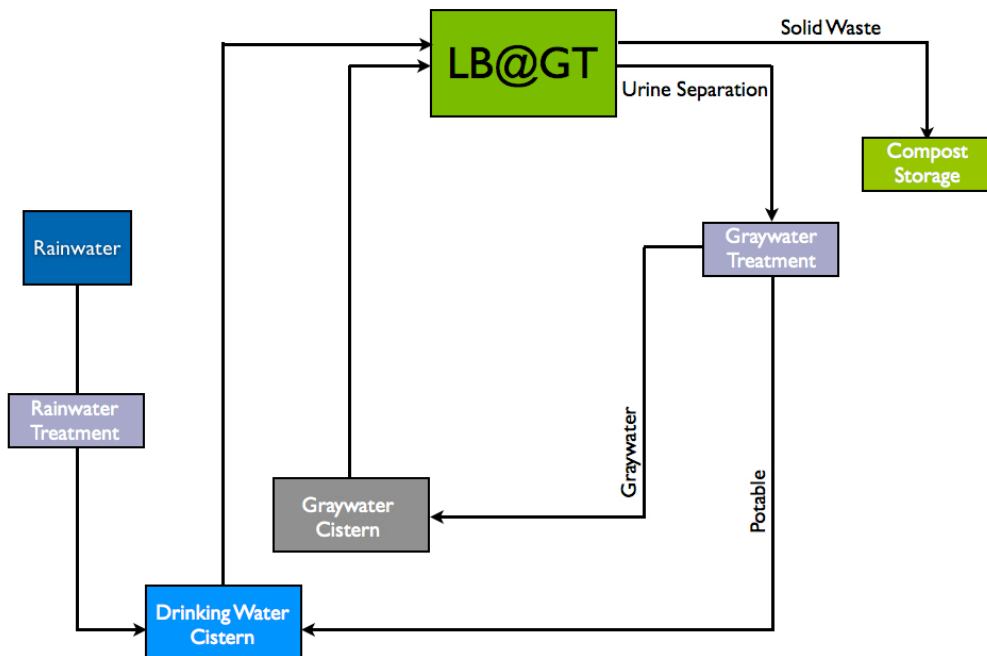 LB@GT
Solid Waste
Urine Separation
Compost
Storage
Rainwater
Graywater
Treatment
Rainwater
Treatment
Graywater
Potable
Graywater
Cistern
Drinking Water
Cistern